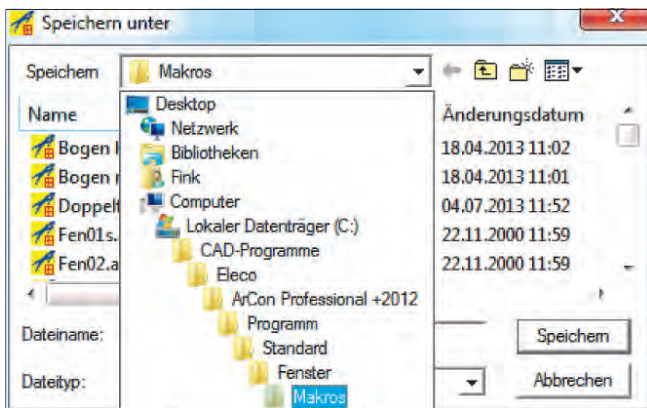 Speichern unter
Speichern Makros
Name Änderungsdatum
Desktop
Netzwerk
Bibliotheken
Fink
Computer
Lokaler Datenträger (C:)
CAD-Programme
Eleco
ArCon Professional +2012
Programm
Standard
Fenster
Makros
Bogen 18.04.2013 11:02
Bogen 18.04.2013 11:01
04.07.2013 11:52
Fen01s. 22.11.2000 11:59
Fen02.a 22.11.2000 11:59
Dateiname: Speichern
Dateityp: Abbrechen